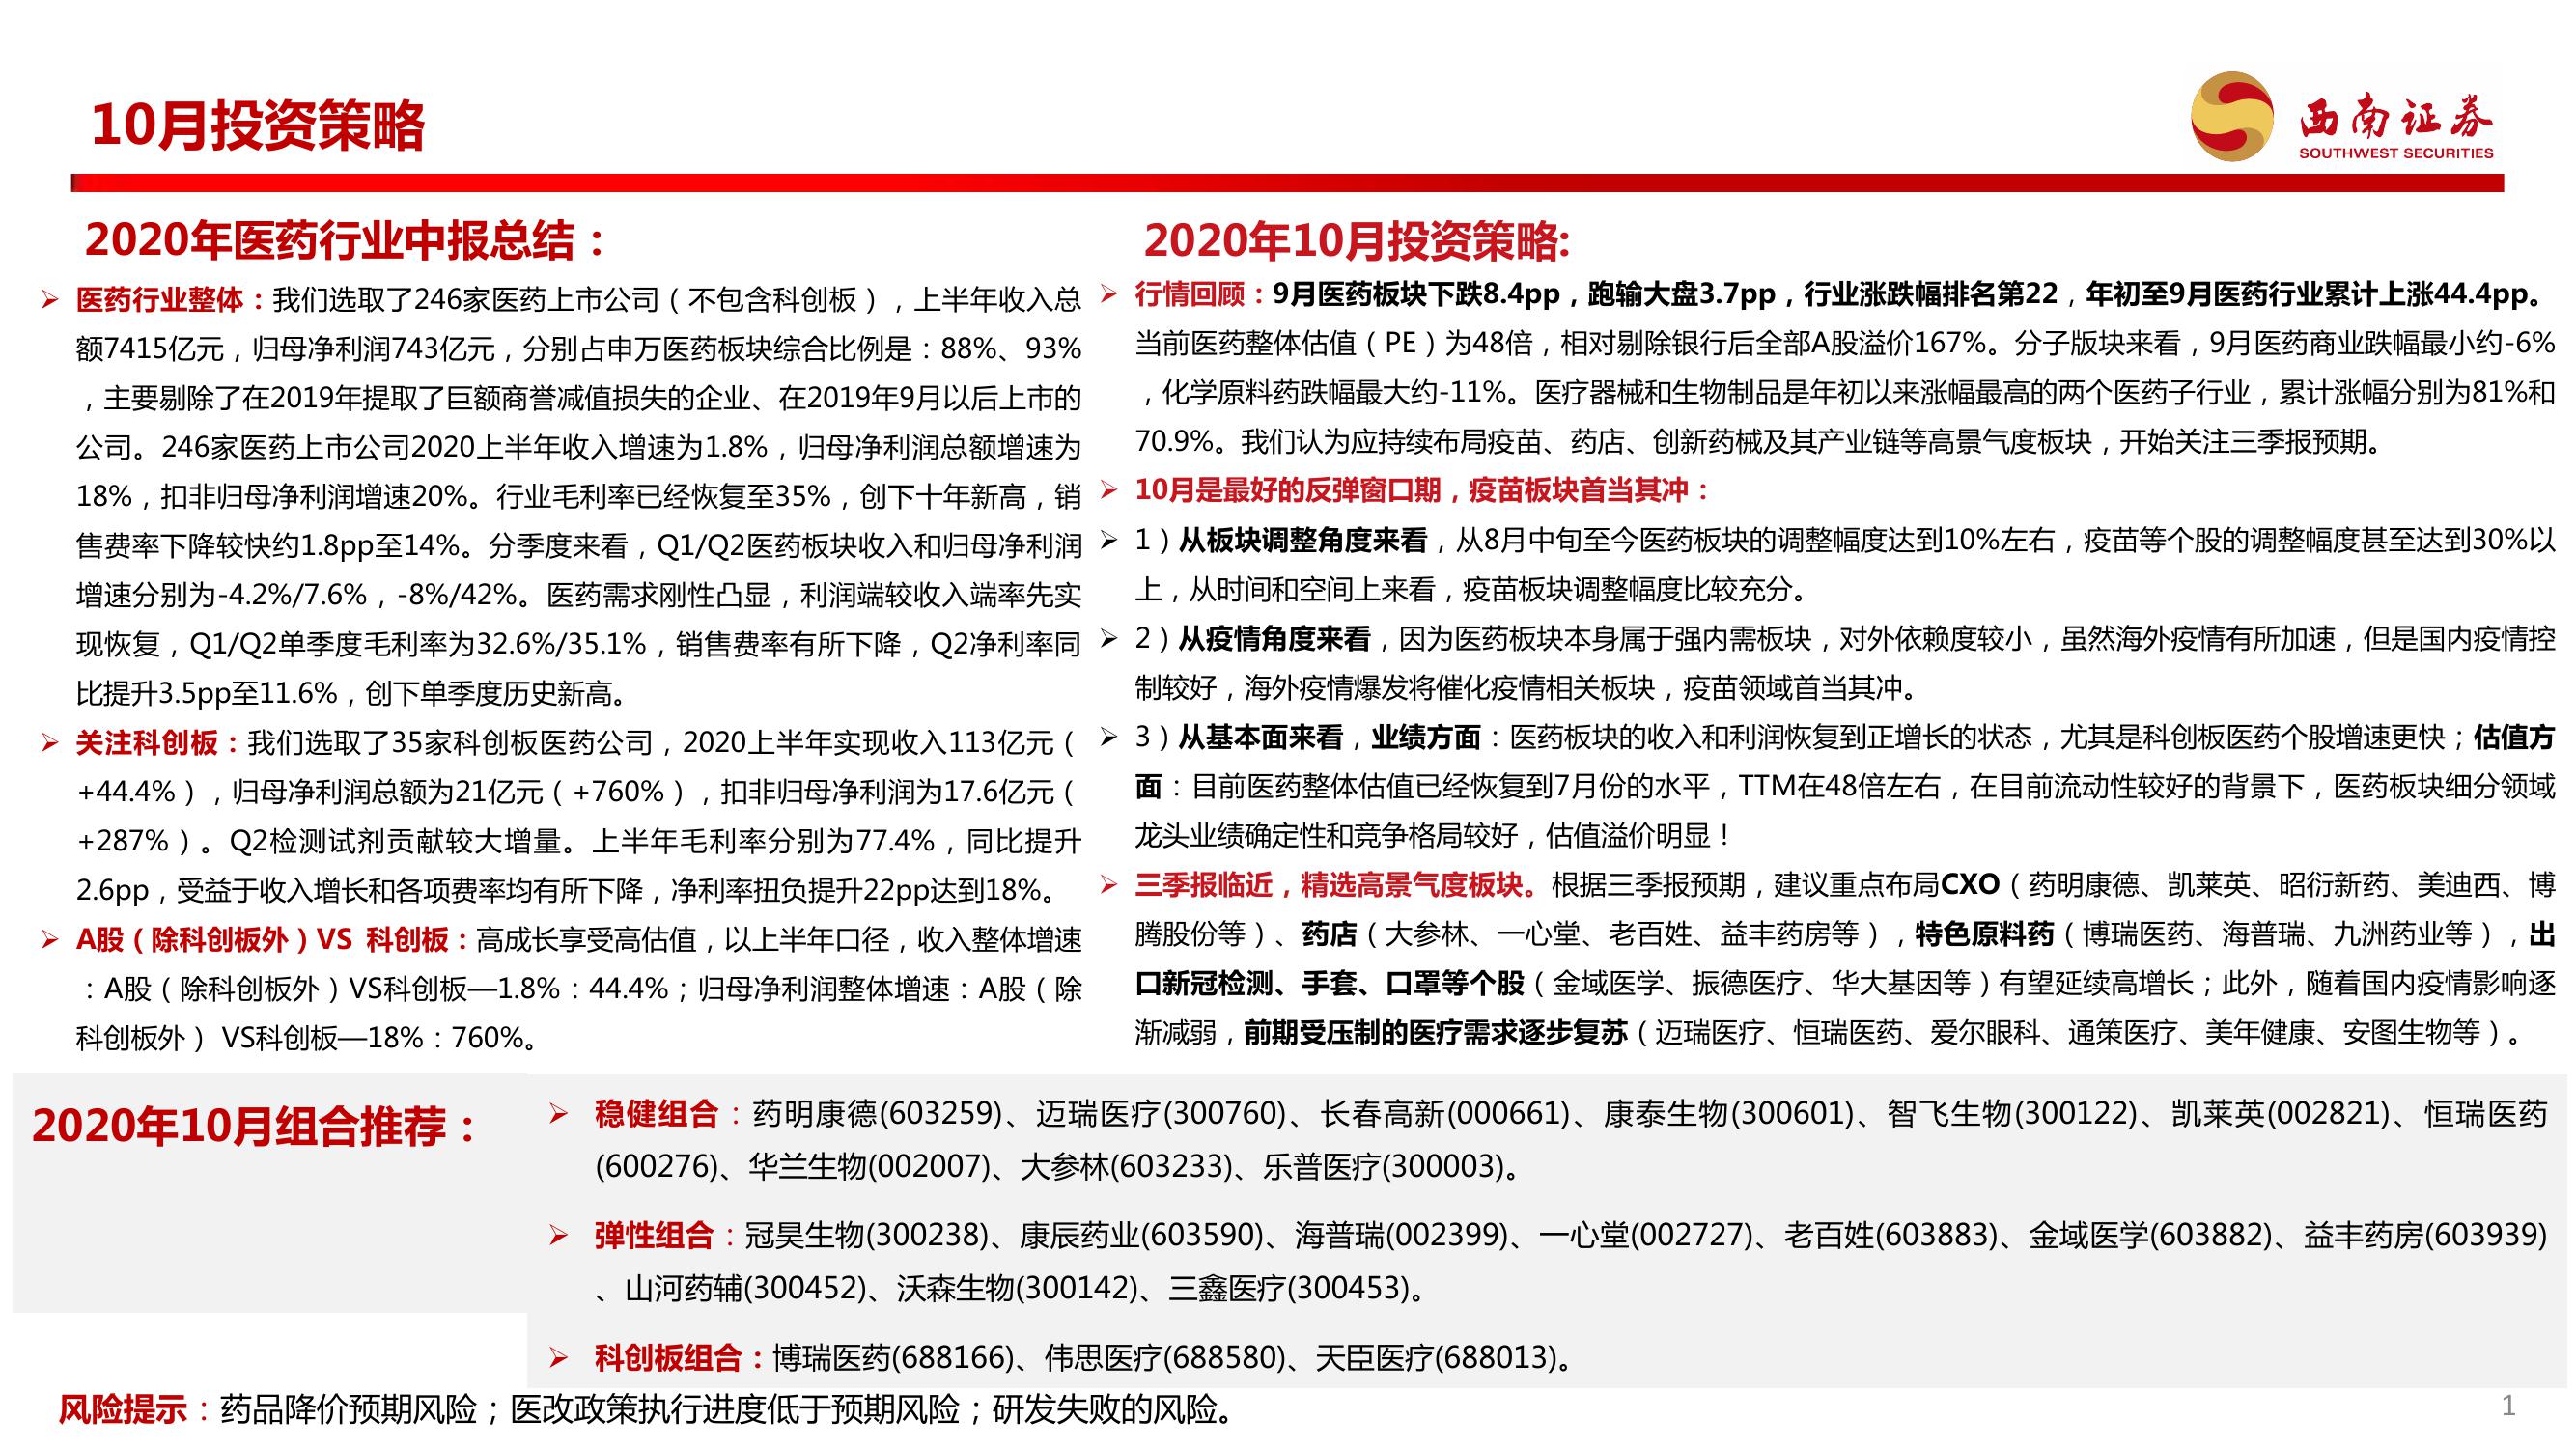 10月投资策略
西南证券
SOUTHWEST SECURITIES
2020年医药行业中报总结：
➢ 医药行业整体：我们选取了246家医药上市公司（不包含科创板），上半年收入总
额7415亿元，归母净利润743亿元，分别占申万医药板块综合比例是：88%、93%
，主要剔除了在2019年提取了巨额商誉减值损失的企业、在2019年9月以后上市的
公司。246家医药上市公司2020上半年收入增速为1.8%，归母净利润总额增速为
18%，扣非归母净利润增速20%。行业毛利率已经恢复至35%，创下十年新高，销
售费率下降较快约1.8pp至14%。分季度来看，Q1/Q2医药板块收入和归母净利润
增速分别为-4.2%/7.6%，-8%/42%。医药需求刚性凸显，利润端较收入端率先实
现恢复，Q1/Q2单季度毛利率为32.6%/35.1%，销售费率有所下降，Q2净利率同
比提升3.5pp至11.6%，创下单季度历史新高。
➢ 关注科创板：我们选取了35家科创板医药公司，2020上半年实现收入113亿元（
+44.4%），归母净利润总额为21亿元（+760%），扣非归母净利润为17.6亿元（
+287%）。Q2检测试剂贡献较大增量。上半年毛利率分别为77.4%，同比提升
2.6pp，受益于收入增长和各项费率均有所下降，净利率扭负提升22pp达到18%。
➢ A股（除科创板外）VS 科创板：高成长享受高估值，以上半年口径，收入整体增速
：A股（除科创板外）VS科创板—1.8%：44.4%；归母净利润整体增速：A股（除
科创板外） VS科创板—18%：760%。
2020年10月投资策略:
➢ 行情回顾：9月医药板块下跌8.4pp，跑输大盘3.7pp，行业涨跌幅排名第22，年初至9月医药行业累计上涨44.4pp。
当前医药整体估值（PE）为48倍，相对剔除银行后全部A股溢价167%。分子版块来看，9月医药商业跌幅最小约-6%
，化学原料药跌幅最大约-11%。医疗器械和生物制品是年初以来涨幅最高的两个医药子行业，累计涨幅分别为81%和
70.9%。我们认为应持续布局疫苗、药店、创新药械及其产业链等高景气度板块，开始关注三季报预期。
➢ 10月是最好的反弹窗口期，疫苗板块首当其冲：
➢ 1）从板块调整角度来看，从8月中旬至今医药板块的调整幅度达到10%左右，疫苗等个股的调整幅度甚至达到30%以
上，从时间和空间上来看，疫苗板块调整幅度比较充分。
➢ 2）从疫情角度来看，因为医药板块本身属于强内需板块，对外依赖度较小，虽然海外疫情有所加速，但是国内疫情控
制较好，海外疫情爆发将催化疫情相关板块，疫苗领域首当其冲。
➢ 3）从基本面来看，业绩方面：医药板块的收入和利润恢复到正增长的状态，尤其是科创板医药个股增速更快；估值方
面：目前医药整体估值已经恢复到7月份的水平，TTM在48倍左右，在目前流动性较好的背景下，医药板块细分领域
龙头业绩确定性和竞争格局较好，估值溢价明显！
➢ 三季报临近，精选高景气度板块。根据三季报预期，建议重点布局CXO（药明康德、凯莱英、昭衍新药、美迪西、博
腾股份等）、药店（大参林、一心堂、老百姓、益丰药房等），特色原料药（博瑞医药、海普瑞、九洲药业等），出
口新冠检测、手套、口罩等个股（金域医学、振德医疗、华大基因等）有望延续高增长；此外，随着国内疫情影响逐
渐减弱，前期受压制的医疗需求逐步复苏（迈瑞医疗、恒瑞医药、爱尔眼科、通策医疗、美年健康、安图生物等）。
2020年10月组合推荐：
➢ 稳健组合：药明康德(603259)、迈瑞医疗(300760)、长春高新(000661)、康泰生物(300601)、智飞生物(300122)、凯莱英(002821)、恒瑞医药
(600276)、华兰生物(002007)、大参林(603233)、乐普医疗(300003)。
➢ 弹性组合：冠昊生物(300238)、康辰药业(603590)、海普瑞(002399)、一心堂(002727)、老百姓(603883)、金域医学(603882)、益丰药房(603939)
、山河药辅(300452)、沃森生物(300142)、三鑫医疗(300453)。
➢ 科创板组合：博瑞医药(688166)、伟思医疗(688580)、天臣医疗(688013)。
风险提示：药品降价预期风险；医改政策执行进度低于预期风险；研发失败的风险。
1